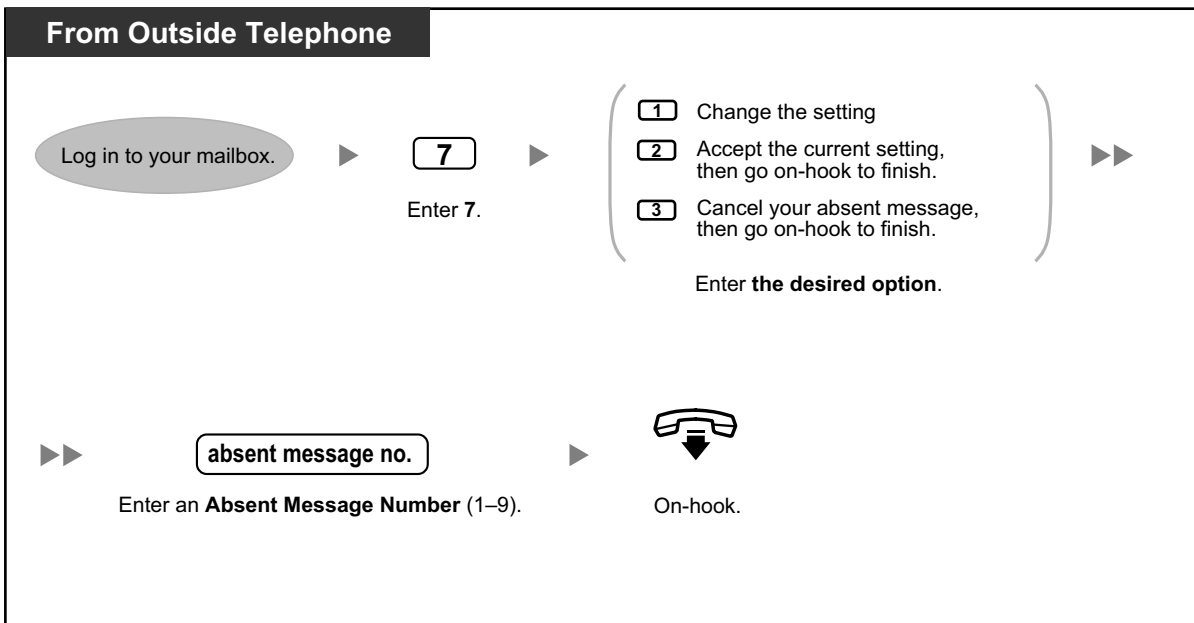 From Outside Telephone
Log in to your mailbox.
7
Enter 7.
1 Change the setting
2 Accept the current setting,
then go on-hook to finish.
3 Cancel your absent message,
then go on-hook to finish.
Enter the desired option.
absent message no.
Enter an Absent Message Number (1–9).
On-hook.